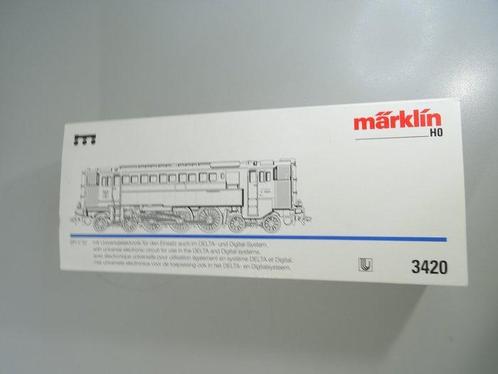 märklin
HO
mit Universalelektronik für den Einsatz auch im DELTA- und Digital-System.
with universal electronic circuit for use in the DELTA and Digital systems.
avec électronique universelle pour utilisation également en système DELTA et Digital.
met universele electronica voor de toepassing ook in het DELTA- en Digitalsysteem.
3420